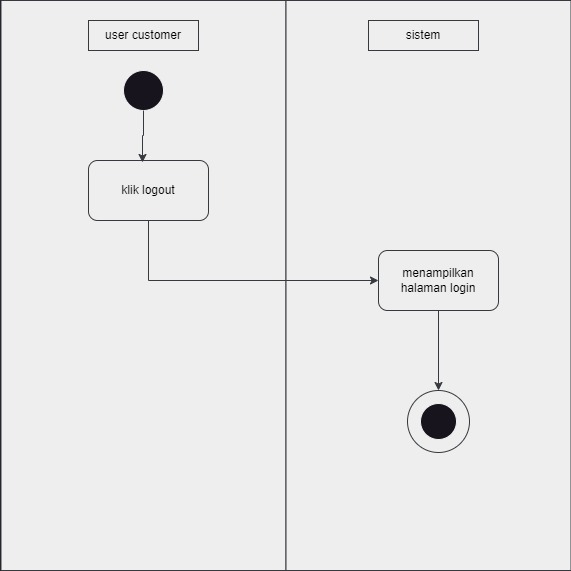 user customer
sistem
klik logout
menampilkan
halaman login